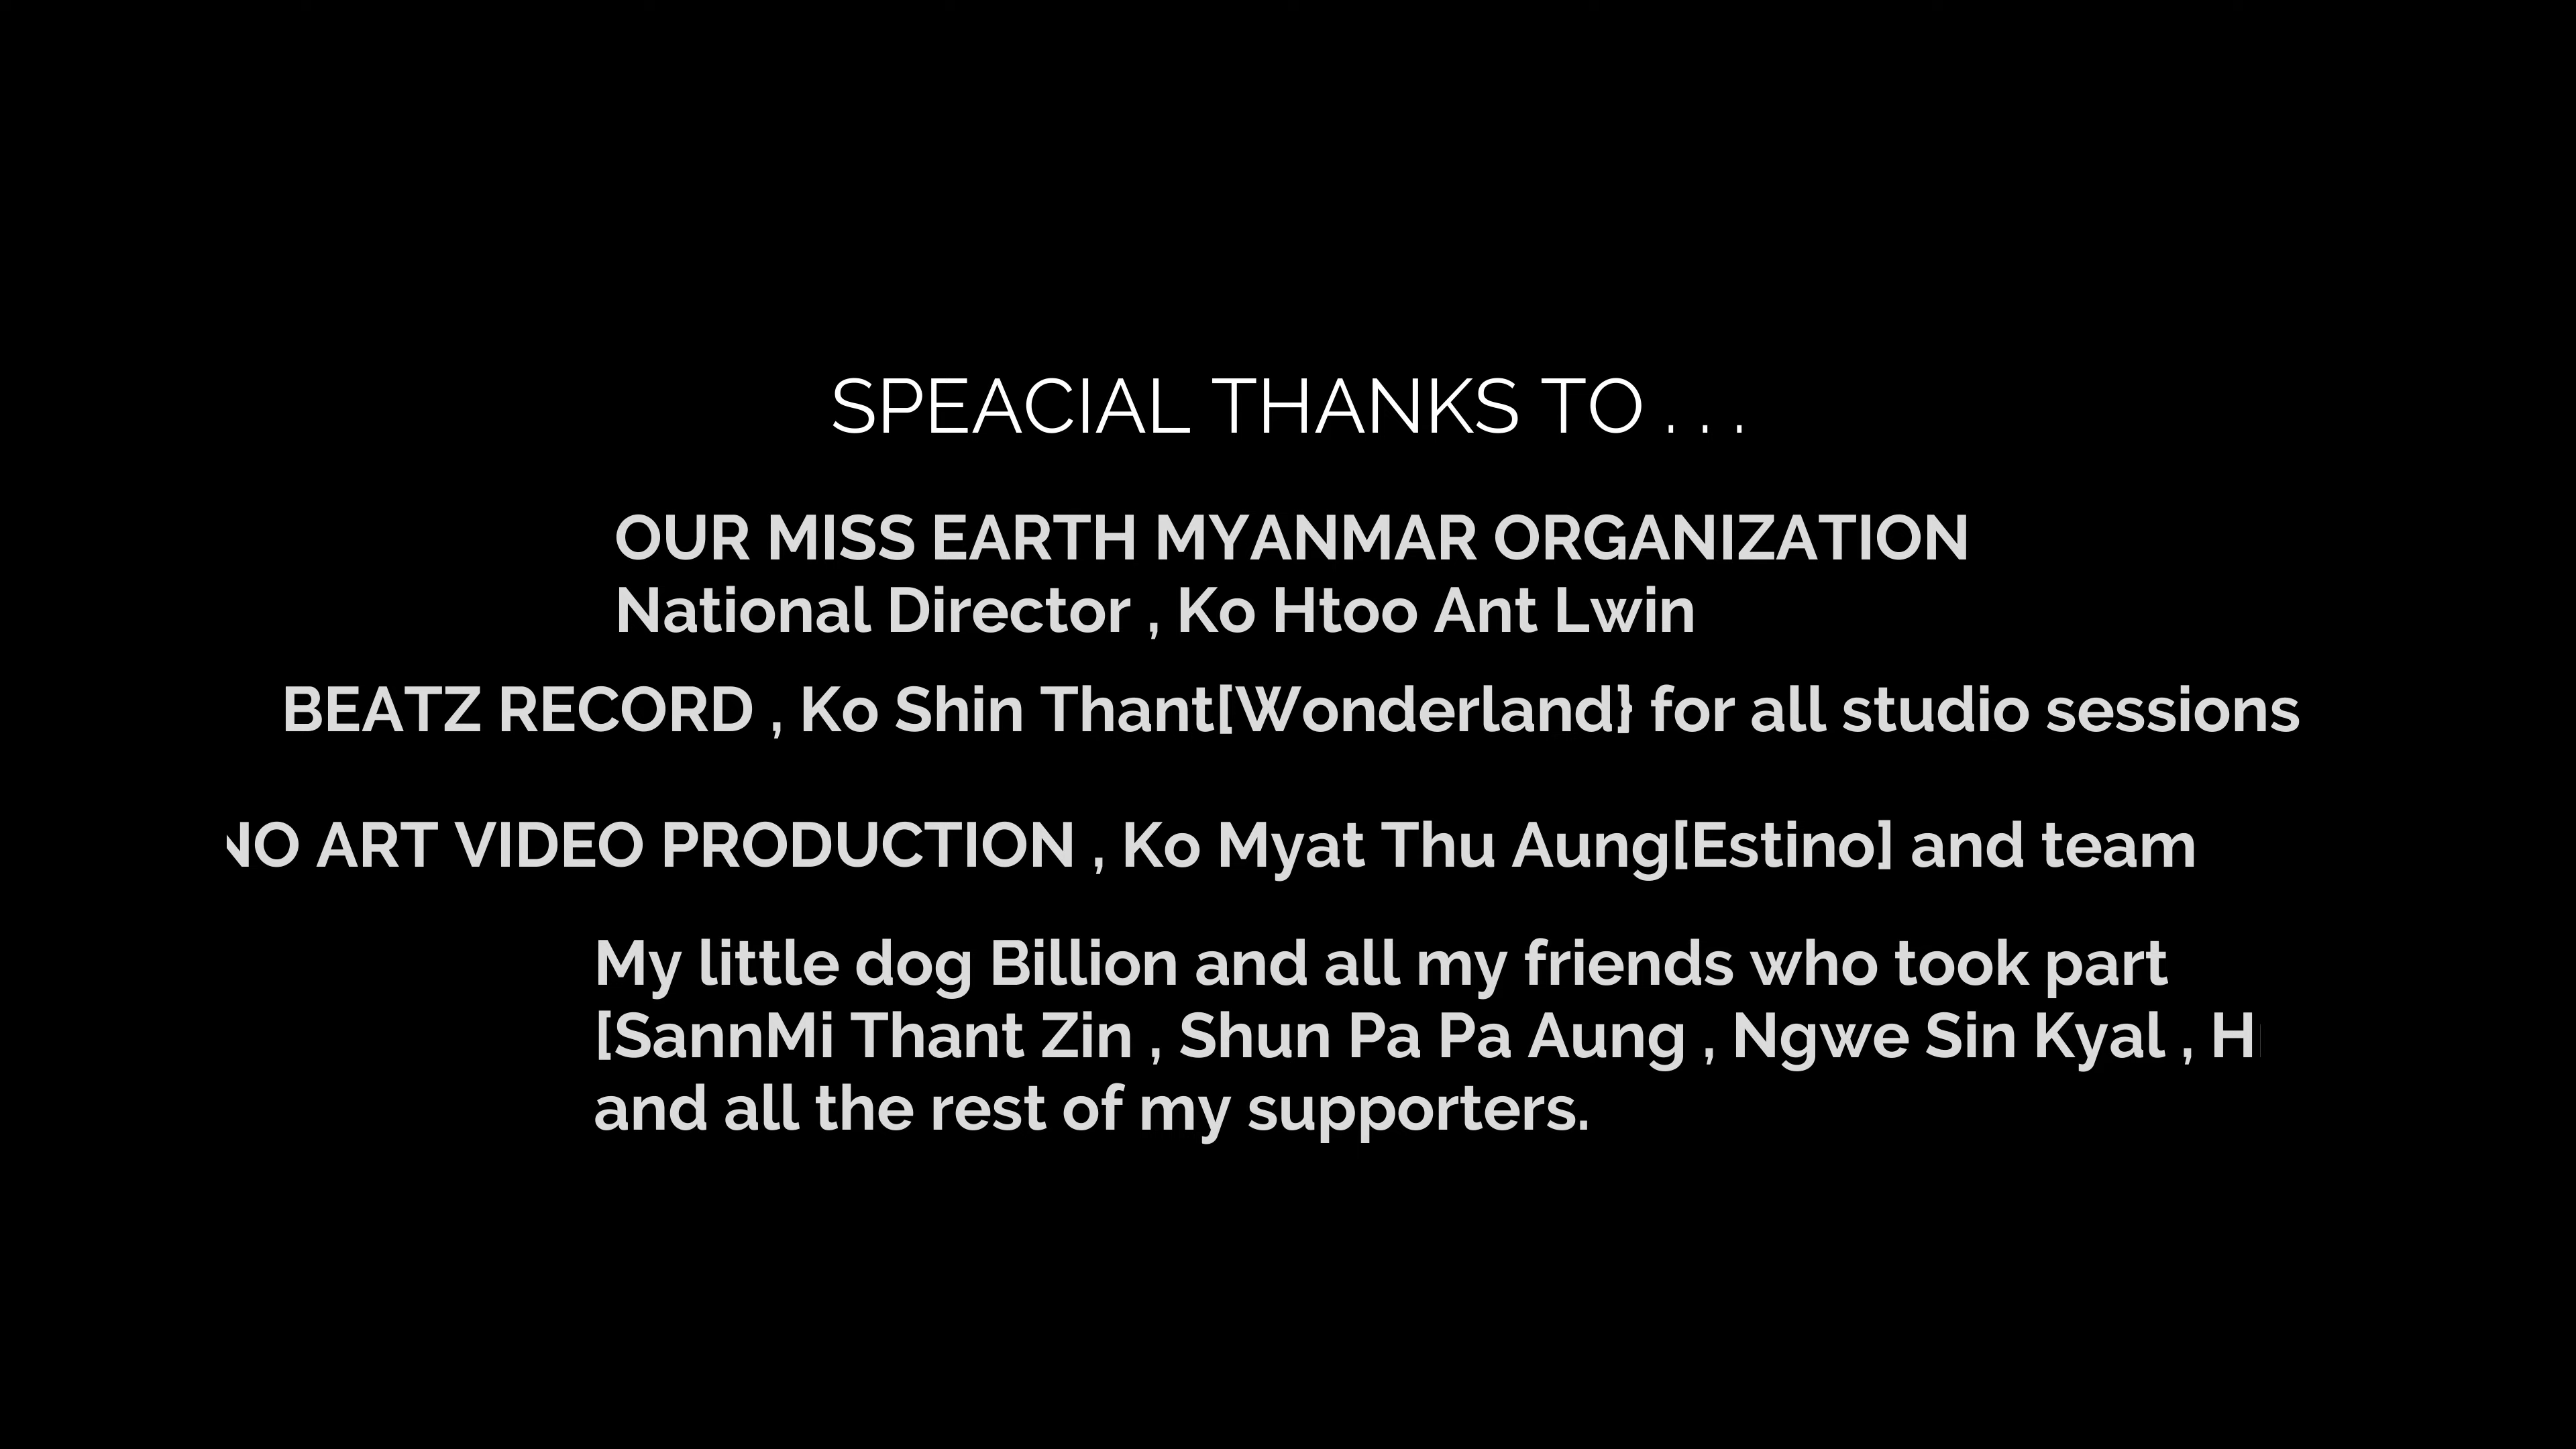 SPEACIAL THANKS TO . . .
OUR MISS EARTH MYANMAR ORGANIZATION
National Director , Ko Htoo Ant Lwin
BEATZ RECORD , Ko Shin Thant[Wonderland} for all studio sessions
ART VIDEO PRODUCTION , Ko Myat Thu Aung[Estino] and team
My little dog Billion and all my friends who took part
[SannMi Thant Zin , Shun Pa Pa Aung , Ngwe Sin Kyal ,
and all the rest of my supporters.